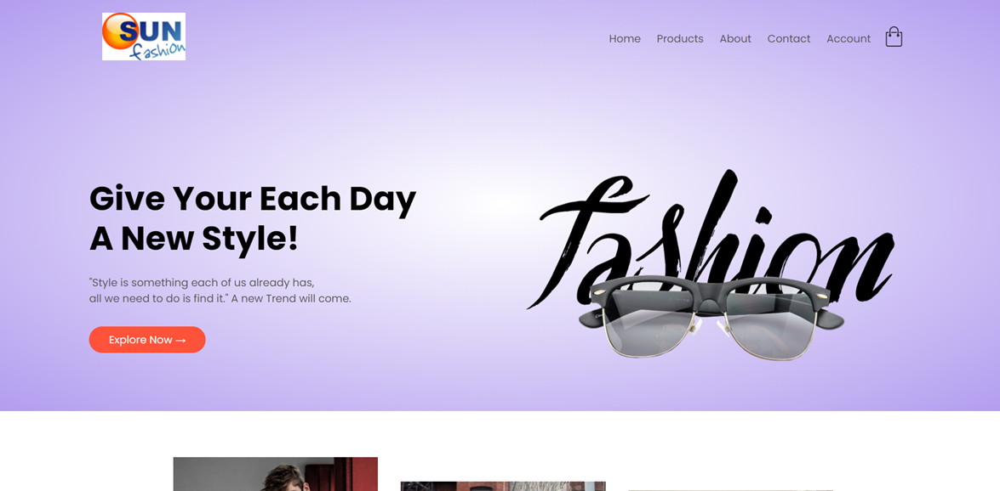 SUN
fashion
Home Products About Contact Account
Give Your Each Day
A New Style!
"Style is something each of us already has,
all we need to do is find it." A new Trend will come.
Explore Now →
fashion